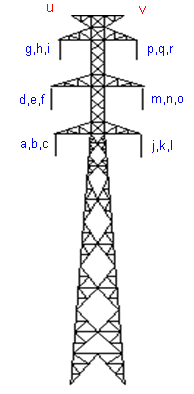 u v
g,h,i p,q,r
d,e,f m,n,o
a,b,c j,k,l